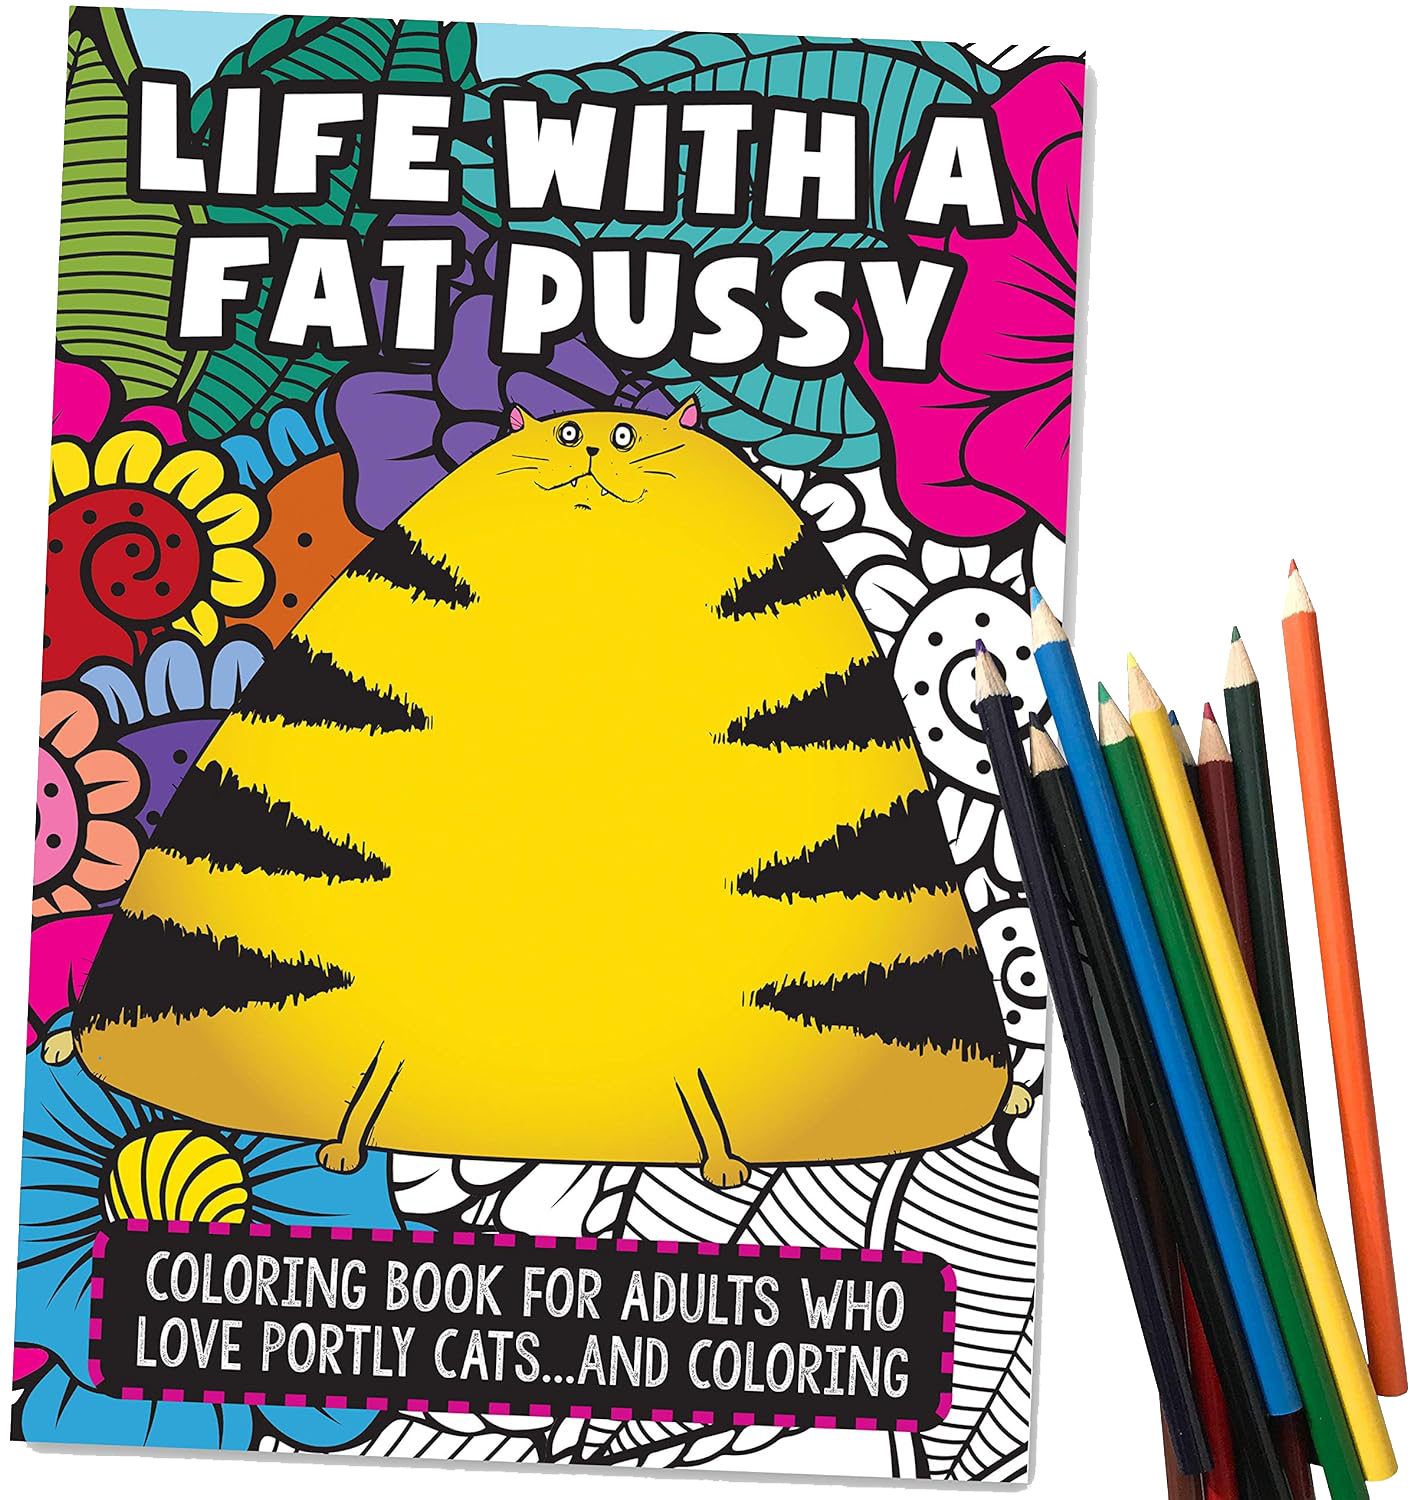 LIFE WITH A
FAT PUSSY
COLORING BOOK FOR ADULTS WHO
LOVE PORTLY CATS...AND COLORING